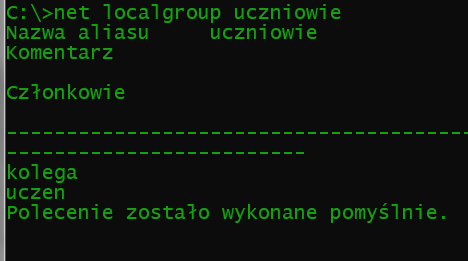 C:\>net localgroup uczniowie
Nazwa aliasu     uczniowie
Komentarz
Członkowie
---------------------------------------
-------------------------
kolega
uczen
Polecenie zostało wykonane pomyślnie.